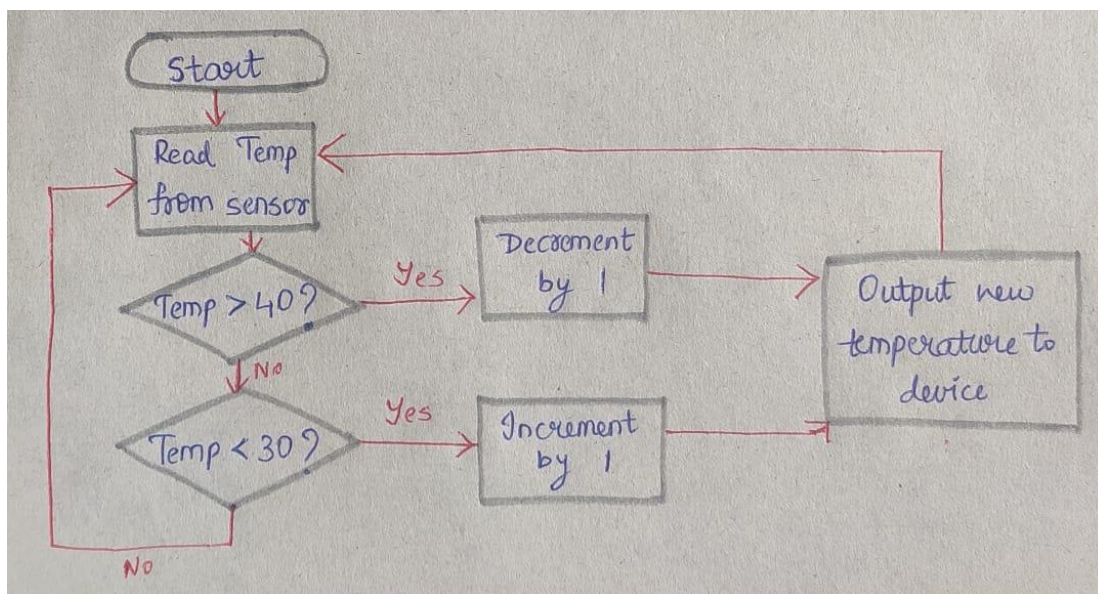 Start
Read Temp
from sensor
Temp > 40?
Yes
Decrement
by 1
No
Output new
temperature to
device
Temp < 30?
Yes
Increment
by 1
No